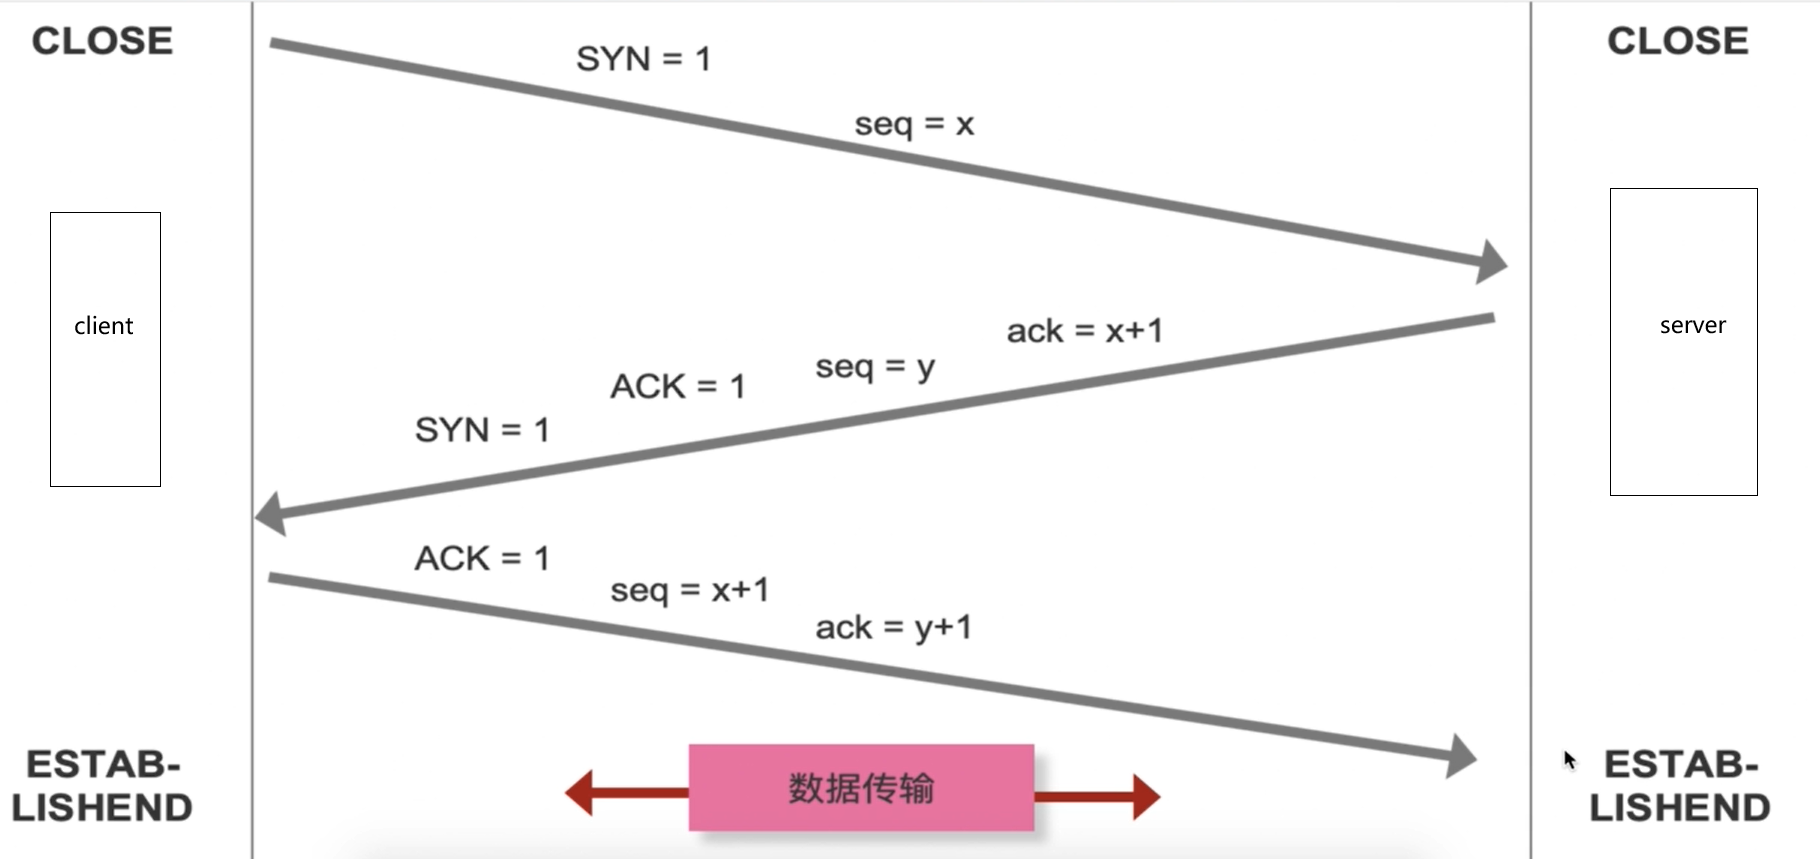 CLOSE
CLOSE
SYN = 1
seq = x
client
server
ack = x+1
seq = y
ACK = 1
SYN = 1
ACK = 1
seq = x+1
ack = y+1
ESTAB-
LISHEND
数据传输
ESTAB-
LISHEND